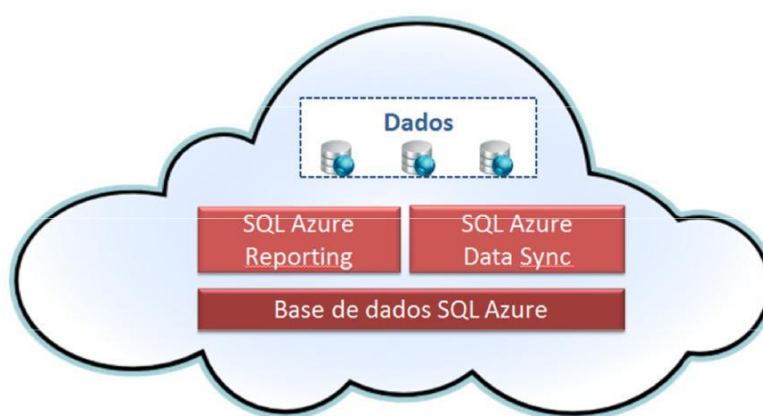 Dados
SQL Azure
Reporting
SQL Azure
Data Sync
Base de dados SQL Azure